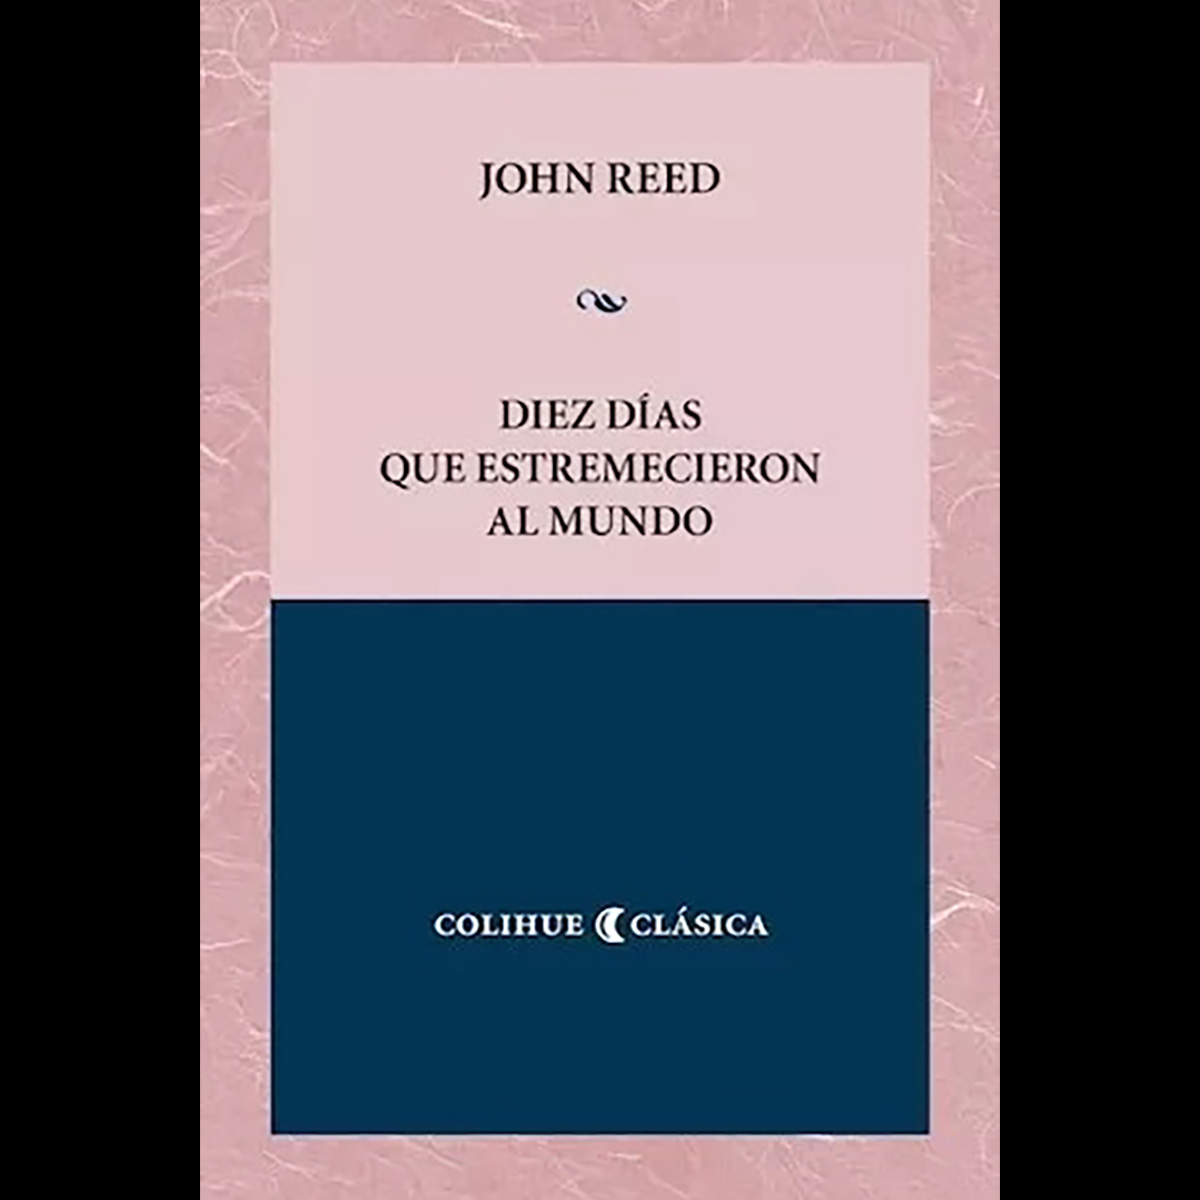 JOHN REED
DIEZ DÍAS
QUE ESTREMECIERON
AL MUNDO
COLIHUE CLÁSICA